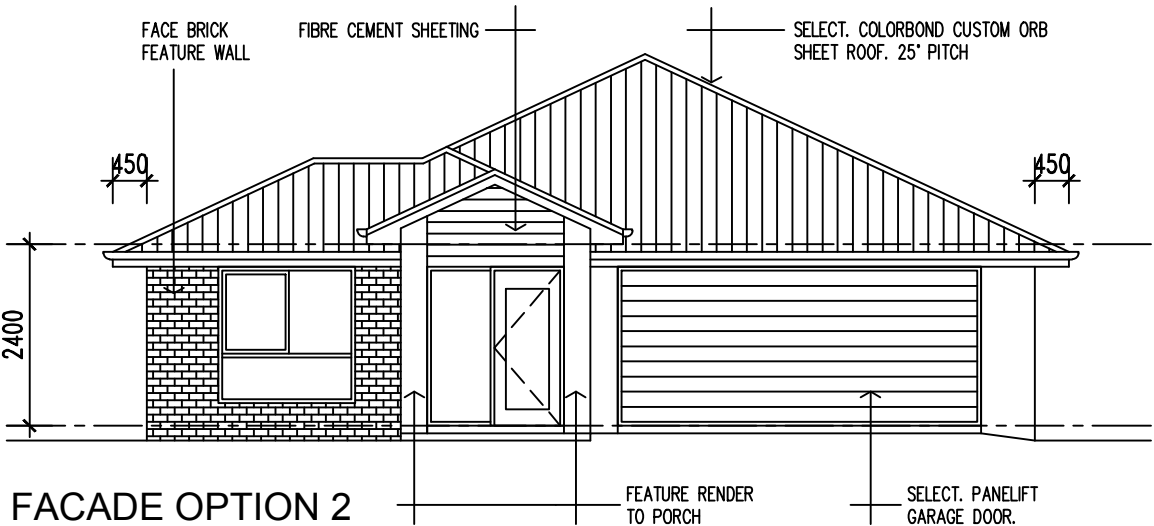 FACE BRICK
FEATURE WALL
FIBRE CEMENT SHEETING
SELECT. COLORBOND CUSTOM ORB
SHEET ROOF. 25° PITCH
450
450
2400
FACADE OPTION 2
FEATURE RENDER
TO PORCH
SELECT. PANELIFT
GARAGE DOOR.